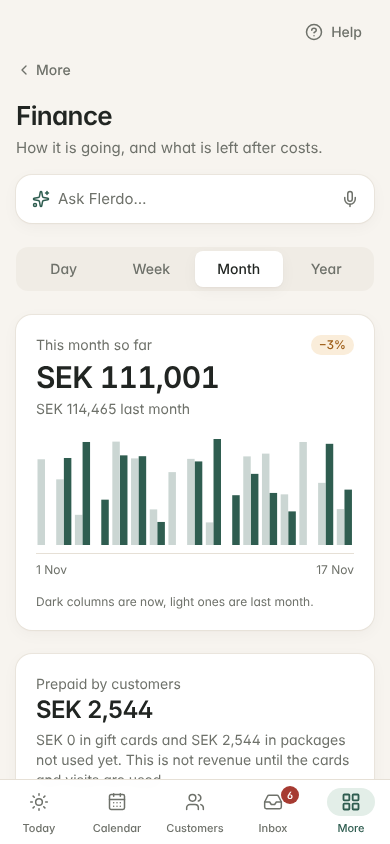 Help
More
Finance
How it is going, and what is left after costs.
Ask Flerdo...
Day Week Month Year
This month so far −3%
SEK 111,001
SEK 114,465 last month
1 Nov 17 Nov
Dark columns are now, light ones are last month.
Prepaid by customers
SEK 2,544
SEK 0 in gift cards and SEK 2,544 in packages
not used yet. This is not revenue until the cards
and visits are used.
6
Today Calendar Customers Inbox More